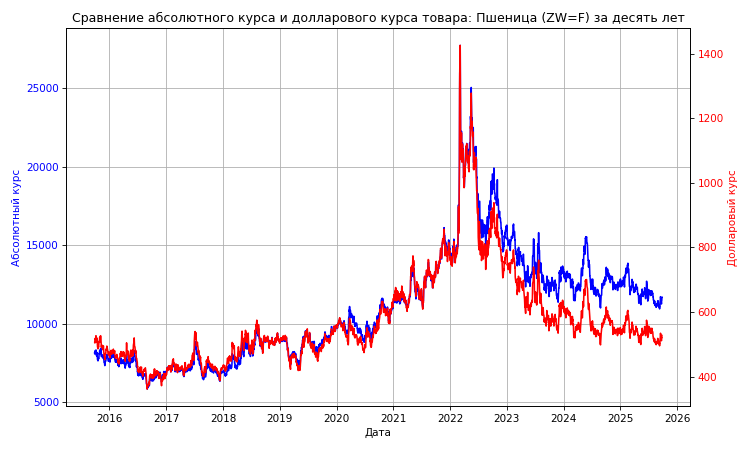 Сравнение абсолютного курса и долларового курса товара: Пшеница (ZW=F) за десять лет
Абсолютный курс
25000
20000
15000
10000
5000
1400
1200
1000
800
600
400
Долларовый курс
2016 2017 2018 2019 2020 2021 2022 2023 2024 2025 2026
Дата